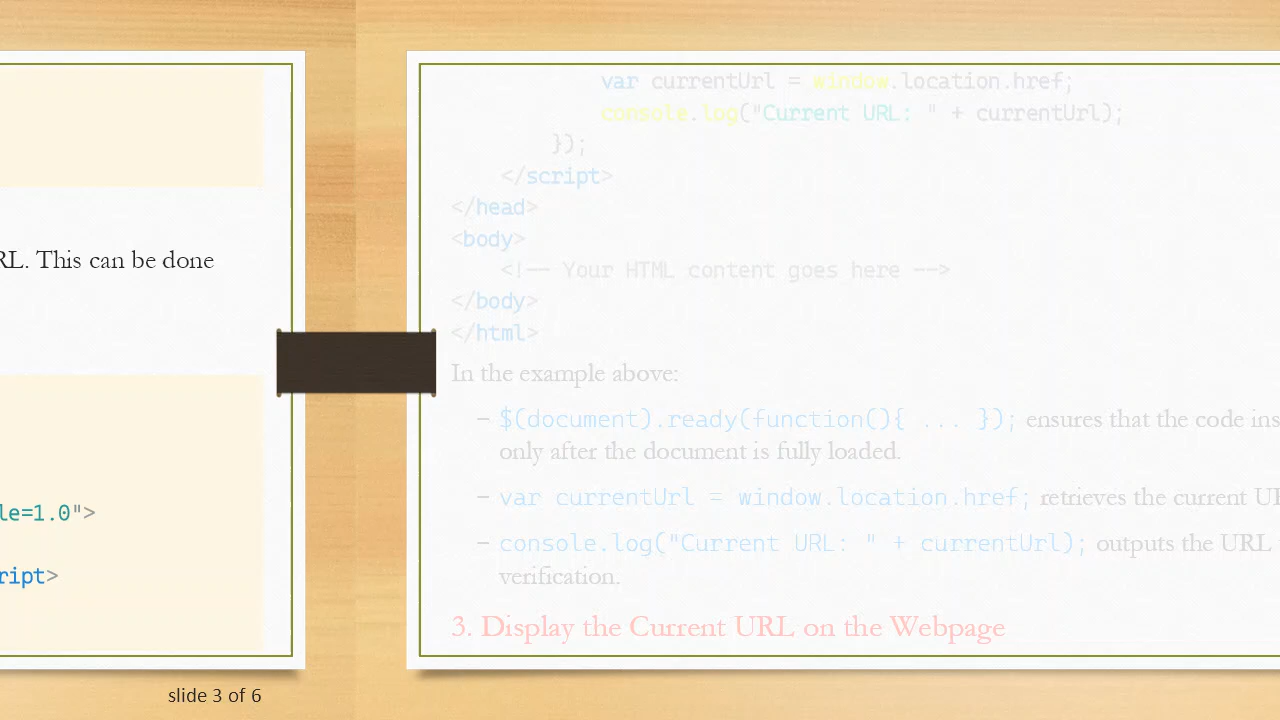 RL. This can be done
le=1.0">
ript>
slide 3 of 6
var currentUrl = window.location.href;
console.log("Current URL: " + currentUrl);
});
</script>
</head>
<body>
<!-- Your HTML content goes here -->
</body>
</html>
In the example above:
– $(document).ready(function(){ ... }); ensures that the code ins
only after the document is fully loaded.
– var currentUrl = window.location.href; retrieves the current UR
– console.log("Current URL: " + currentUrl); outputs the URL
verification.
3. Display the Current URL on the Webpage